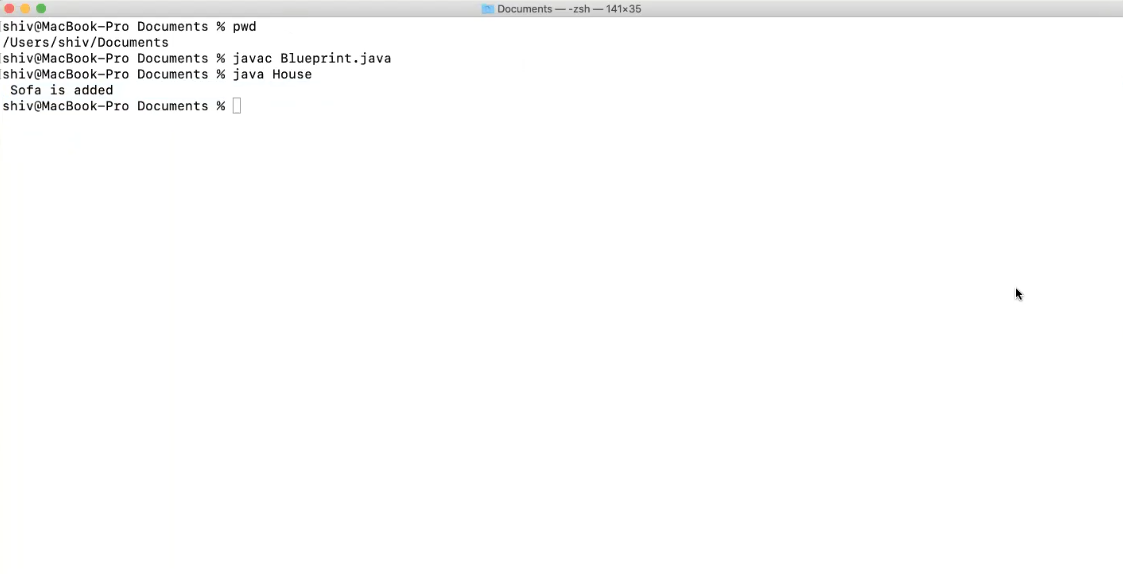 Documents — -zsh — 141×35
[shiv@MacBook-Pro Documents % pwd
/Users/shiv/Documents
[shiv@MacBook-Pro Documents % javac Blueprint.java
[shiv@MacBook-Pro Documents % java House
 Sofa is added
shiv@MacBook-Pro Documents %